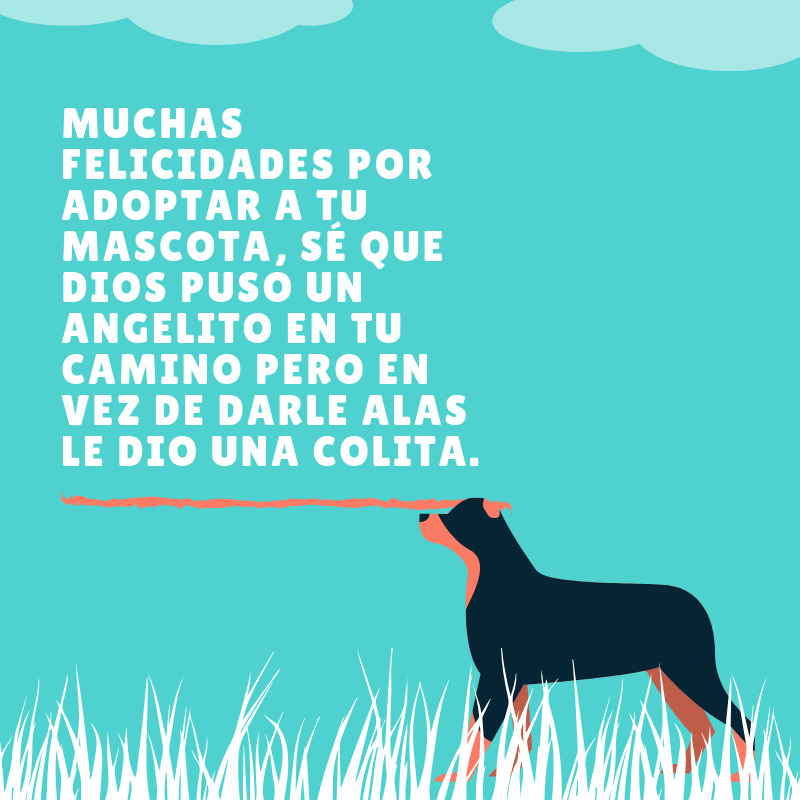 MUCHAS
FELICIDADES POR
ADOPTAR A TU
MASCOTA, SÉ QUE
DIOS PUSO UN
ANGELITO EN TU
CAMINO PERO EN
VEZ DE DARLE ALAS
LE DIO UNA COLITA.